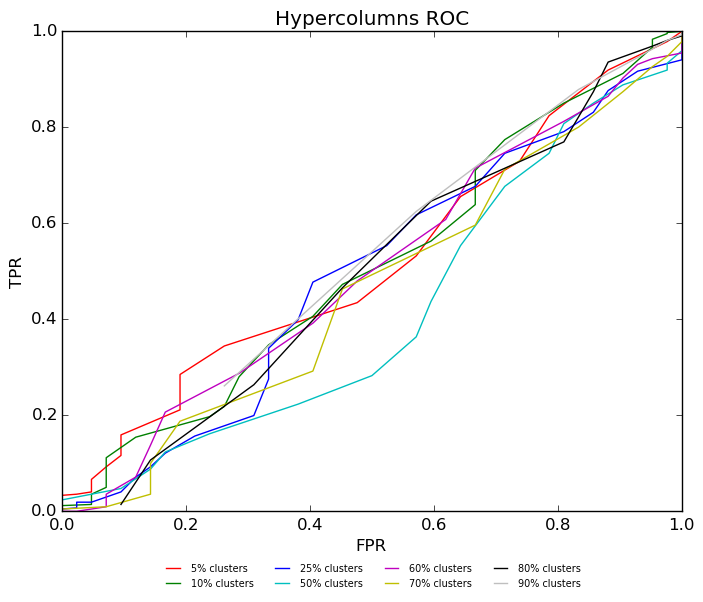 Hypercolumns ROC
1.0
0.8
0.6
0.4
0.2
0.0
TPR
0.0 0.2 0.4 0.6 0.8 1.0
FPR
5% clusters 25% clusters 60% clusters 80% clusters
10% clusters 50% clusters 70% clusters 90% clusters